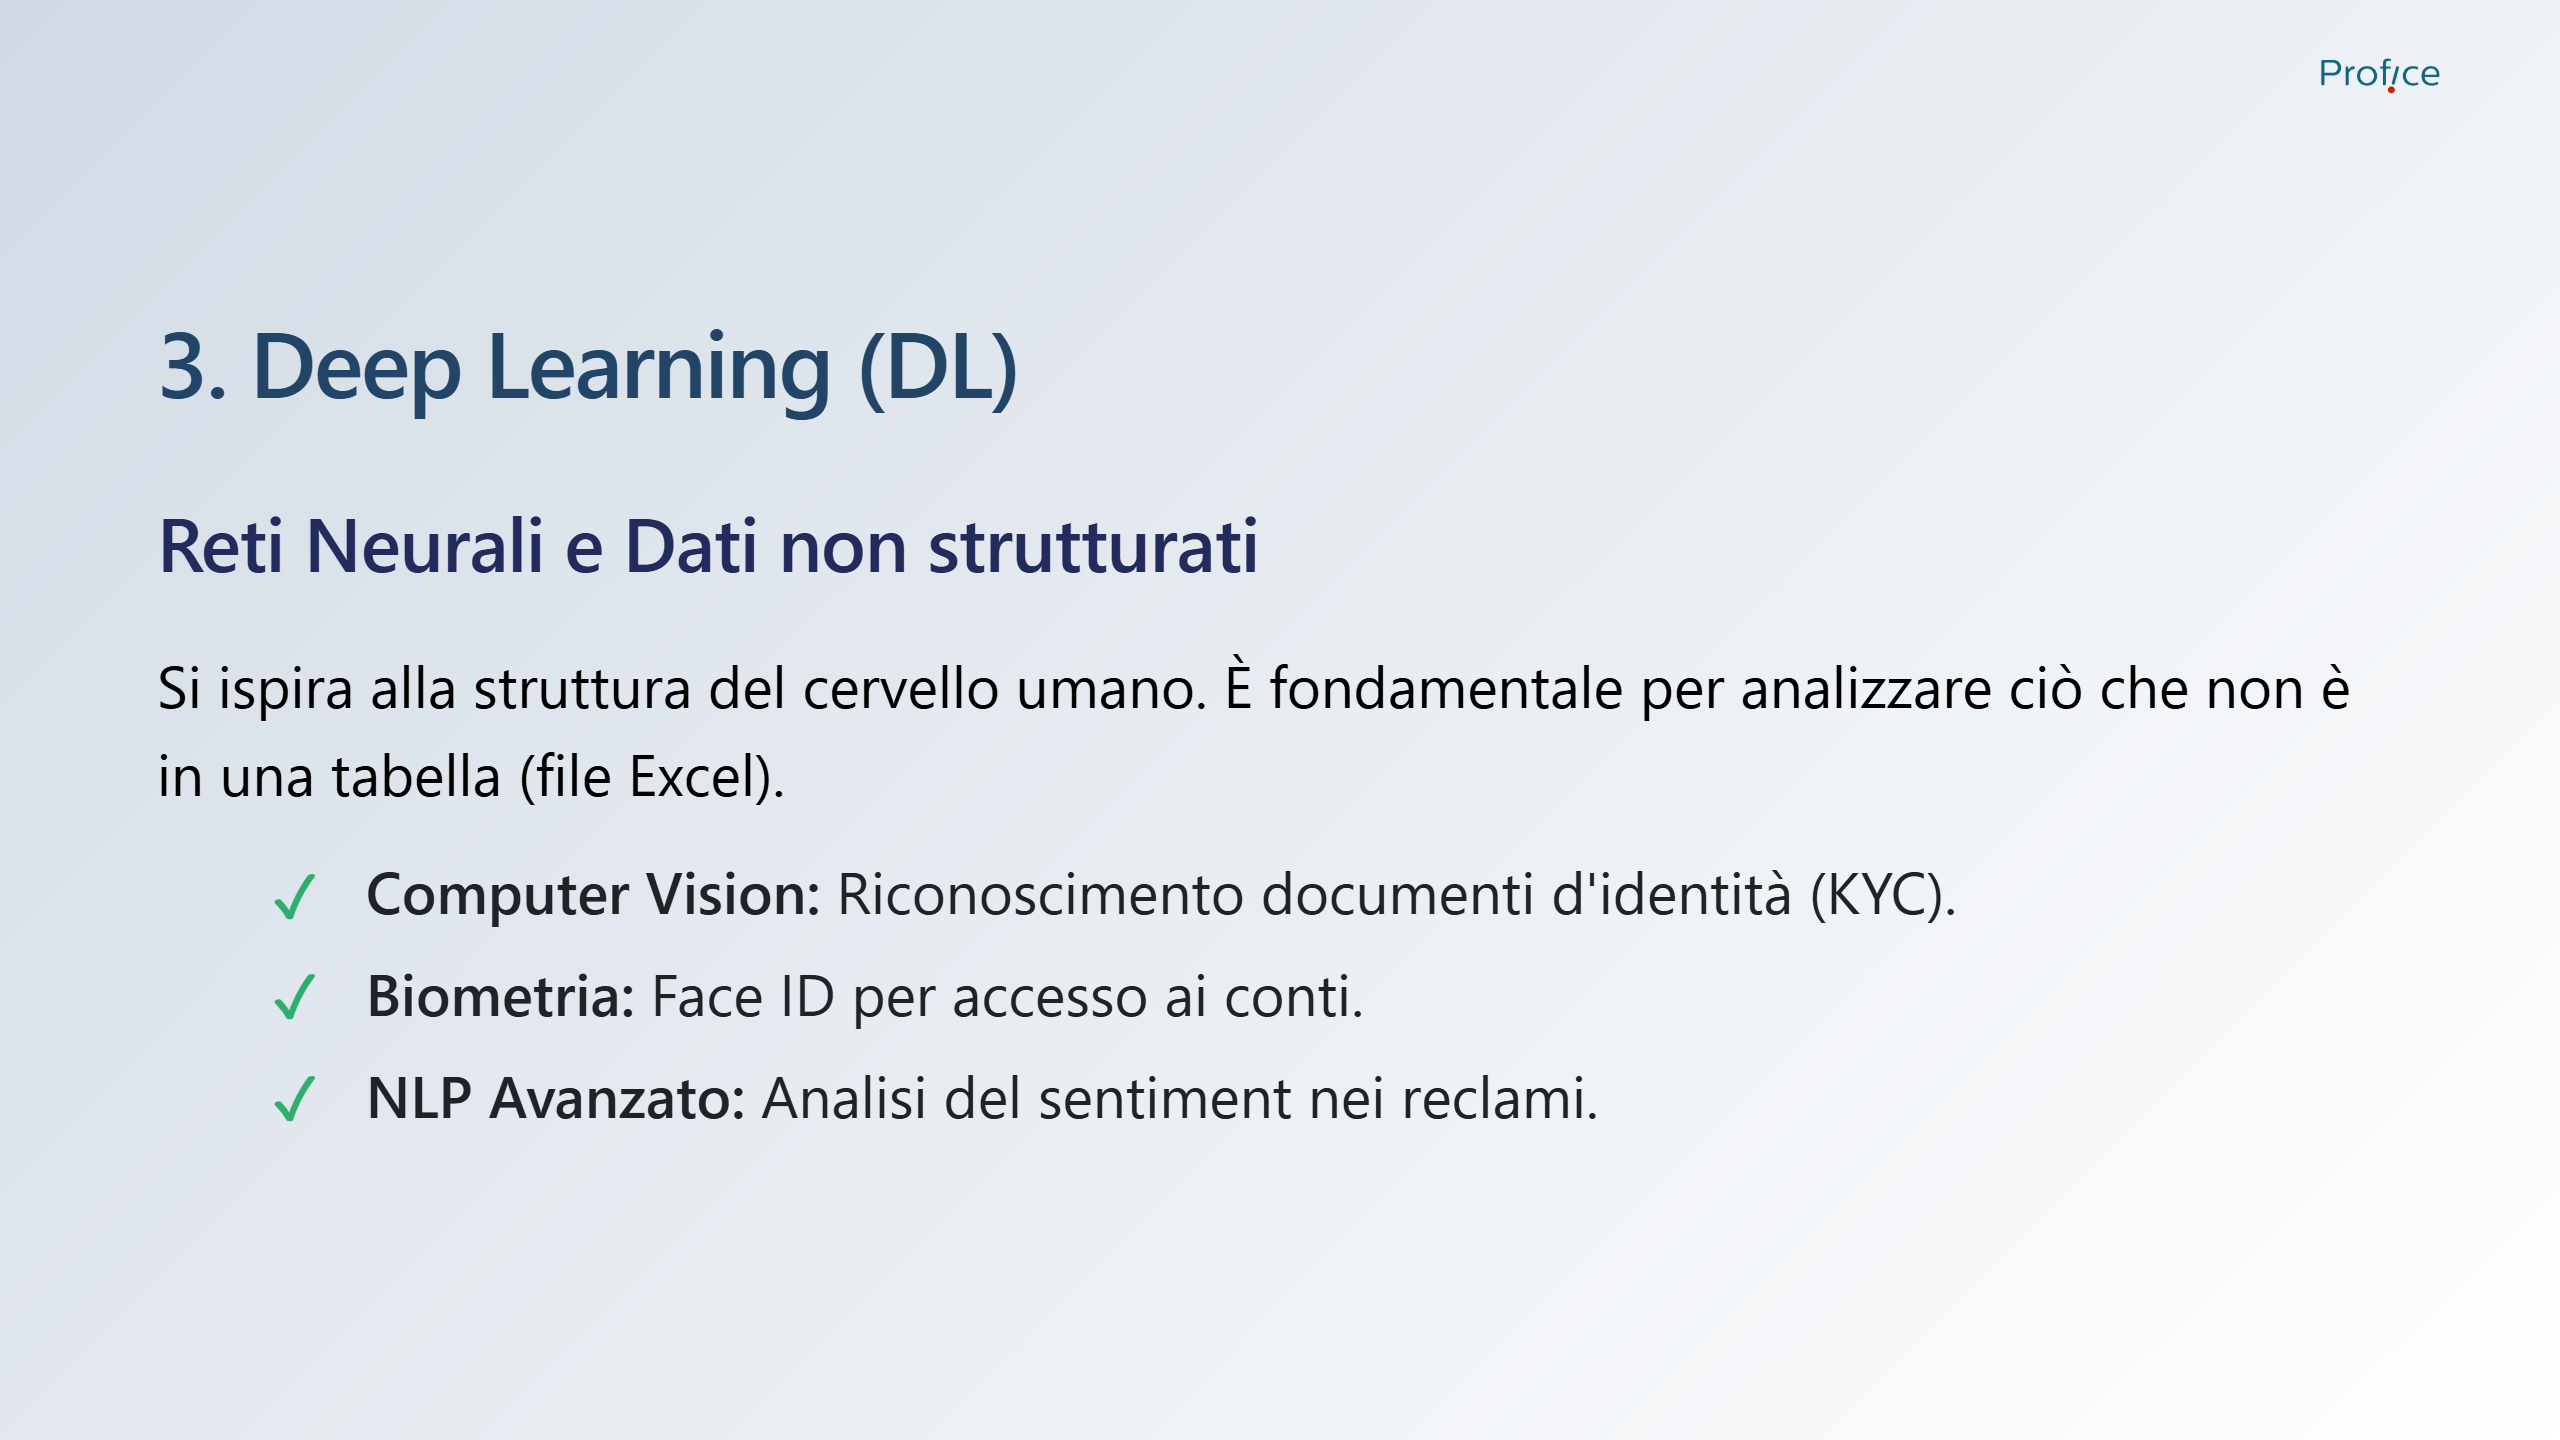 Profice
3. Deep Learning (DL)
Reti Neurali e Dati non strutturati
Si ispira alla struttura del cervello umano. È fondamentale per analizzare ciò che non è
in una tabella (file Excel).
✓ Computer Vision: Riconoscimento documenti d'identità (KYC).
✓ Biometria: Face ID per accesso ai conti.
✓ NLP Avanzato: Analisi del sentiment nei reclami.